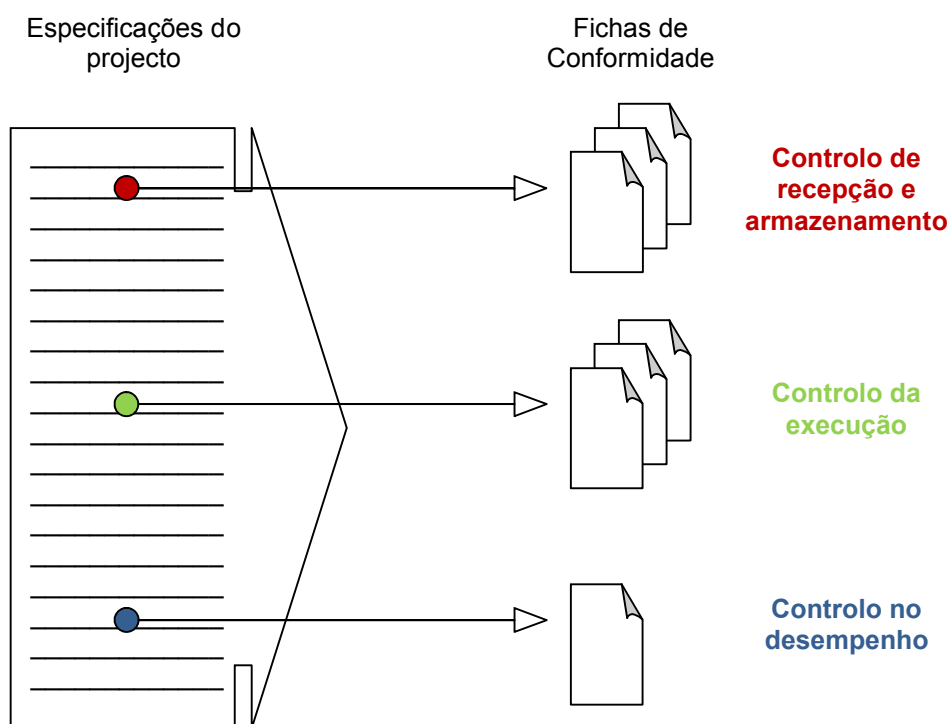 Especificações do
projecto
Fichas de
Conformidade
Controlo de
recepção e
armazenamento
Controlo da
execução
Controlo no
desempenho